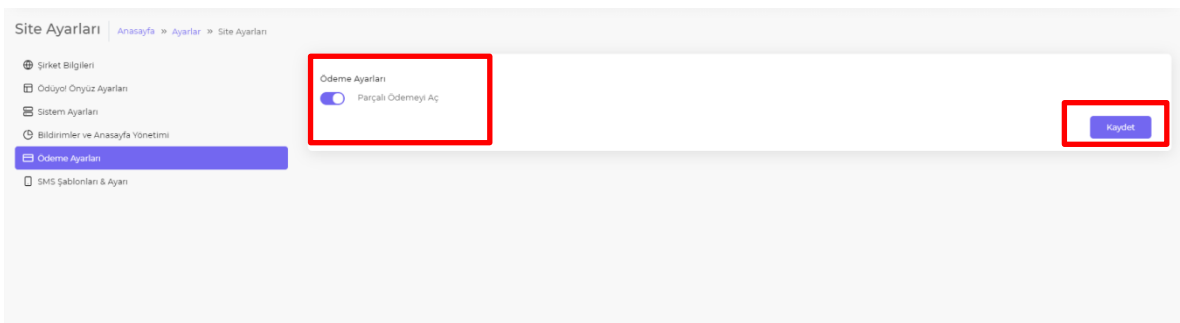 Site Ayarları Anasayfa » Ayarlar » Site Ayarları
Şirket Bilgileri
Ödüyo! Önyüz Ayarları
Sistem Ayarları
Bildirimler ve Anasayfa Yönetimi
Ödeme Ayarları
SMS Şablonları & Ayarı
Ödeme Ayarları
Parçalı Ödemeyi Aç
Kaydet